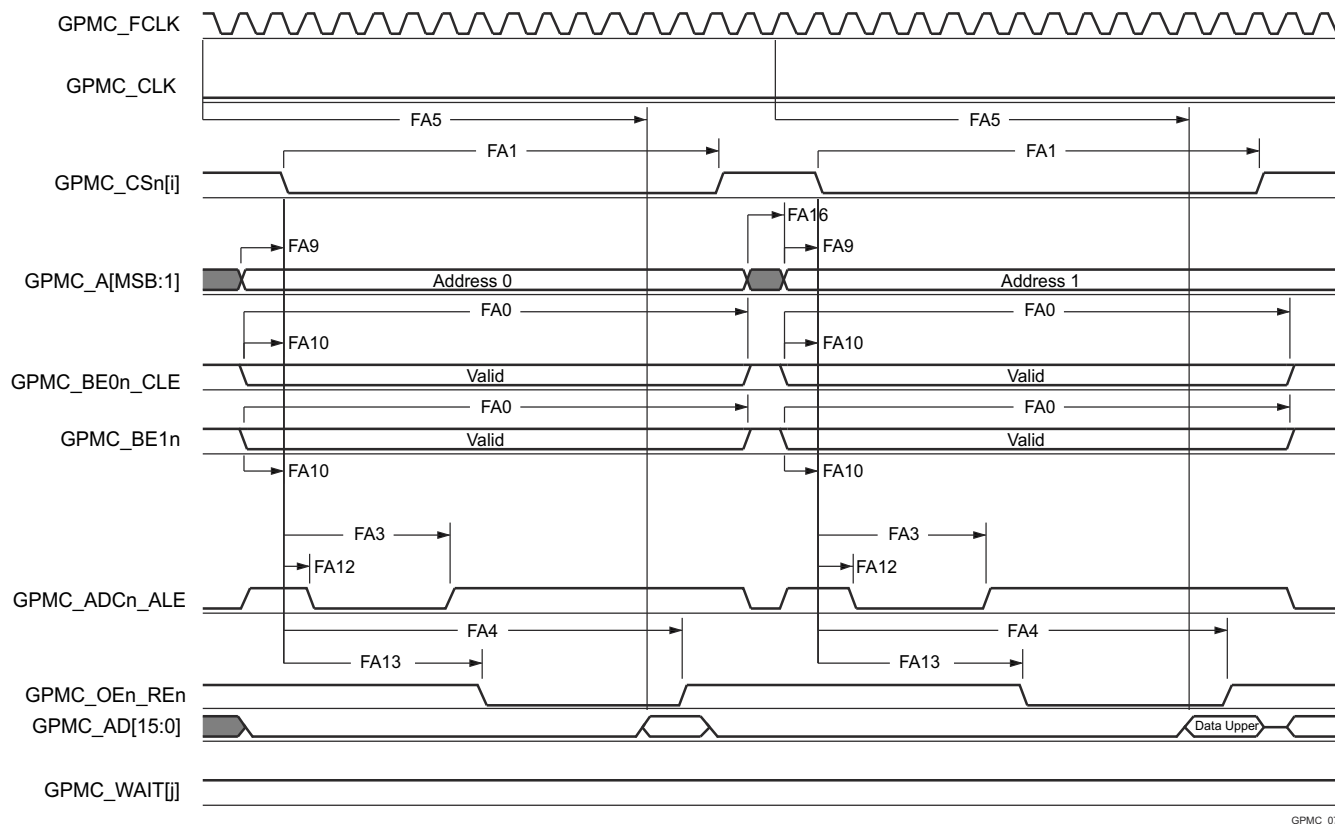 GPMC_FCLK
GPMC_CLK
FA5 FA5
FA1 FA1
GPMC_CSn[i]
FA16
FA9 FA9
GPMC_A[MSB:1] Address 0 Address 1
FA0 FA0
FA10 FA10
GPMC_BE0n_CLE Valid Valid
FA0 FA0
GPMC_BE1n Valid Valid
FA10 FA10
FA3 FA3
FA12 FA12
GPMC_ADCn_ALE
FA4 FA4
FA13 FA13
GPMC_OEn_REn
GPMC_AD[15:0] Data Upper
GPMC_WAIT[j]
GPMC_07